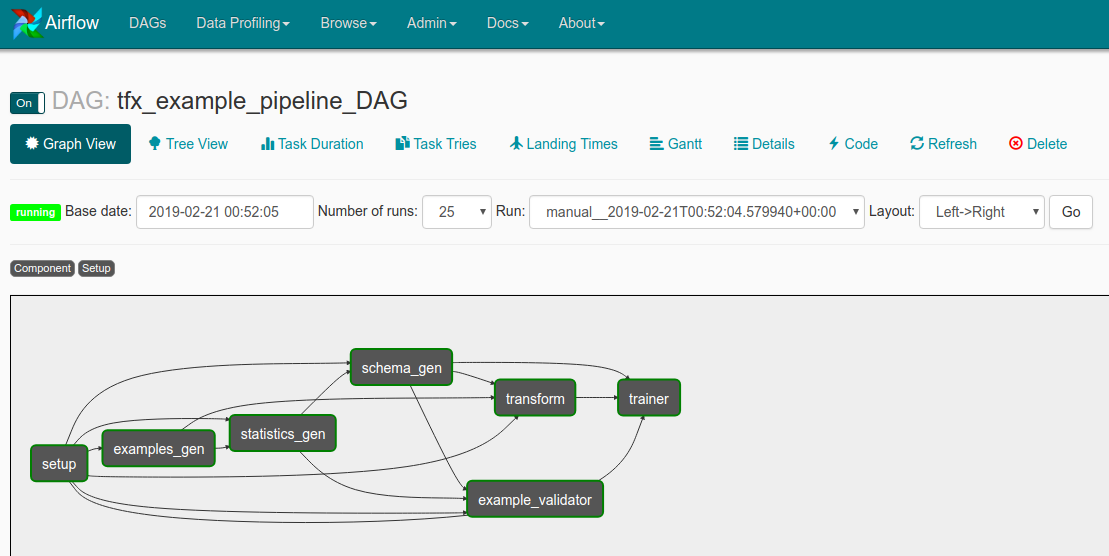 Airflow DAGs Data Profiling Browse Admin Docs About
On DAG: tfx_example_pipeline_DAG
Graph View Tree View Task Duration Task Tries Landing Times Gantt Details Code Refresh Delete
running Base date: 2019-02-21 00:52:05 Number of runs: 25 Run: manual__2019-02-21T00:52:04.579940+00:00 Layout: Left->Right Go
Component Setup
schema_gen
transform
trainer
statistics_gen
examples_gen
setup
example_validator